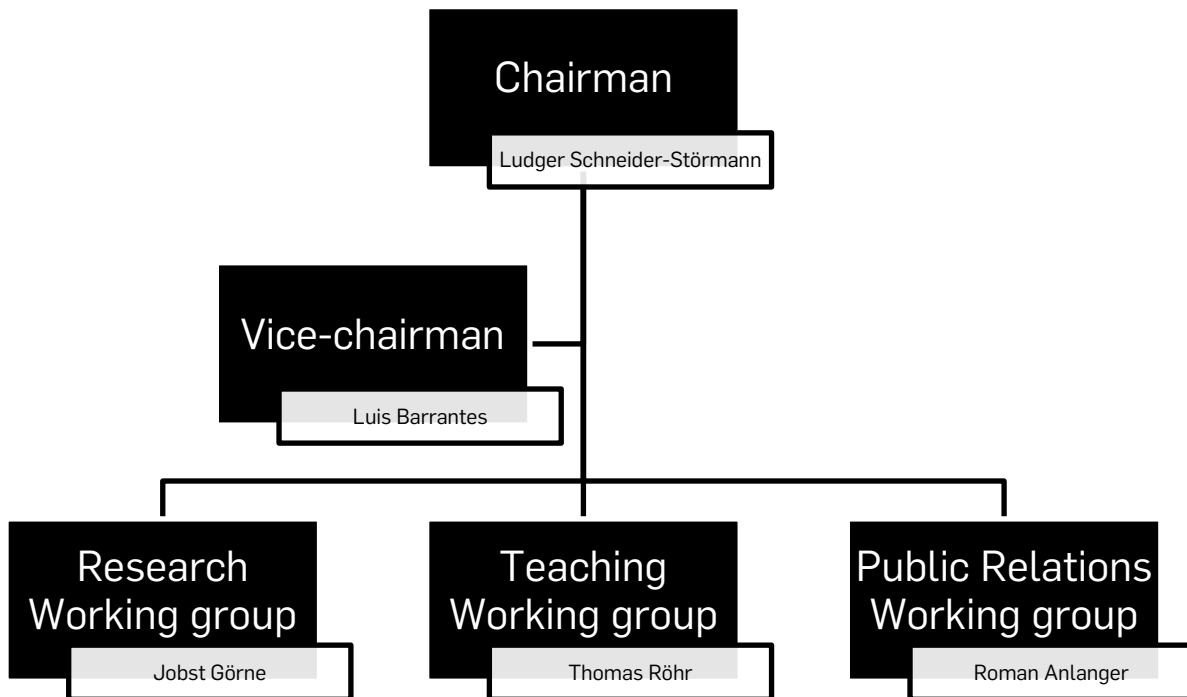 Chairman
Ludger Schneider-Störmann
Vice-chairman
Luis Barrantes
Research
Working group
Jobst Görne
Teaching
Working group
Thomas Röhr
Public Relations
Working group
Roman Anlanger